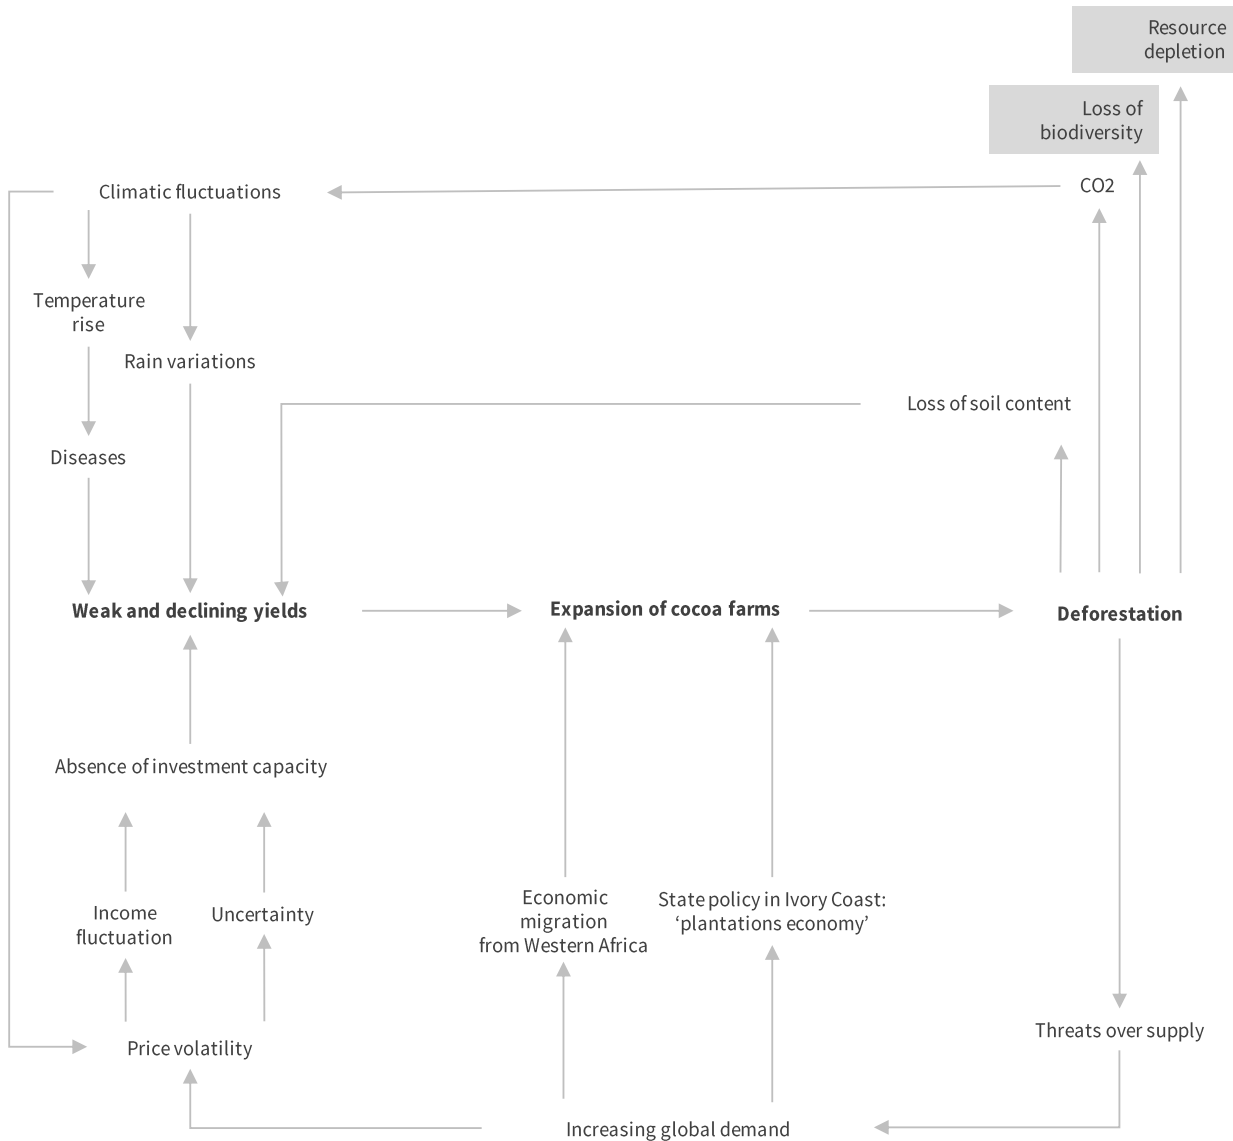 Resource
depletion
Loss of
biodiversity
CO2
Climatic fluctuations
Temperature
rise
Rain variations
Loss of soil content
Diseases
Weak and declining yields
Expansion of cocoa farms
Deforestation
Absence of investment capacity
Income
fluctuation
Uncertainty
Economic
migration
from Western Africa
State policy in Ivory Coast:
‘plantations economy’
Threats over supply
Price volatility
Increasing global demand